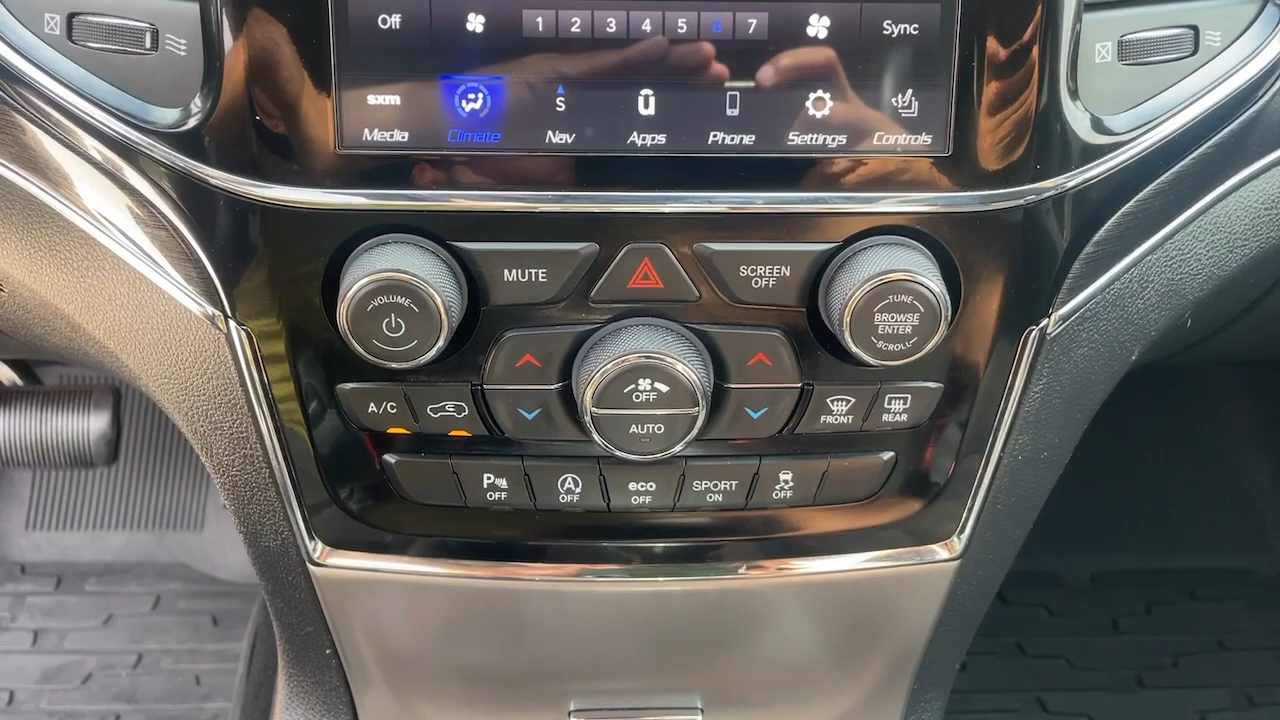 Off 1 2 3 4 5 6 7 Sync
sxm S
Media Climate Nav Apps Phone Settings Controls
MUTE
SCREEN
OFF
VOLUME
TUNE
BROWSE
ENTER
SCROLL
OFF
AUTO
A/C
FRONT
REAR
P
OFF
A
OFF
eco
OFF
SPORT
ON
OFF